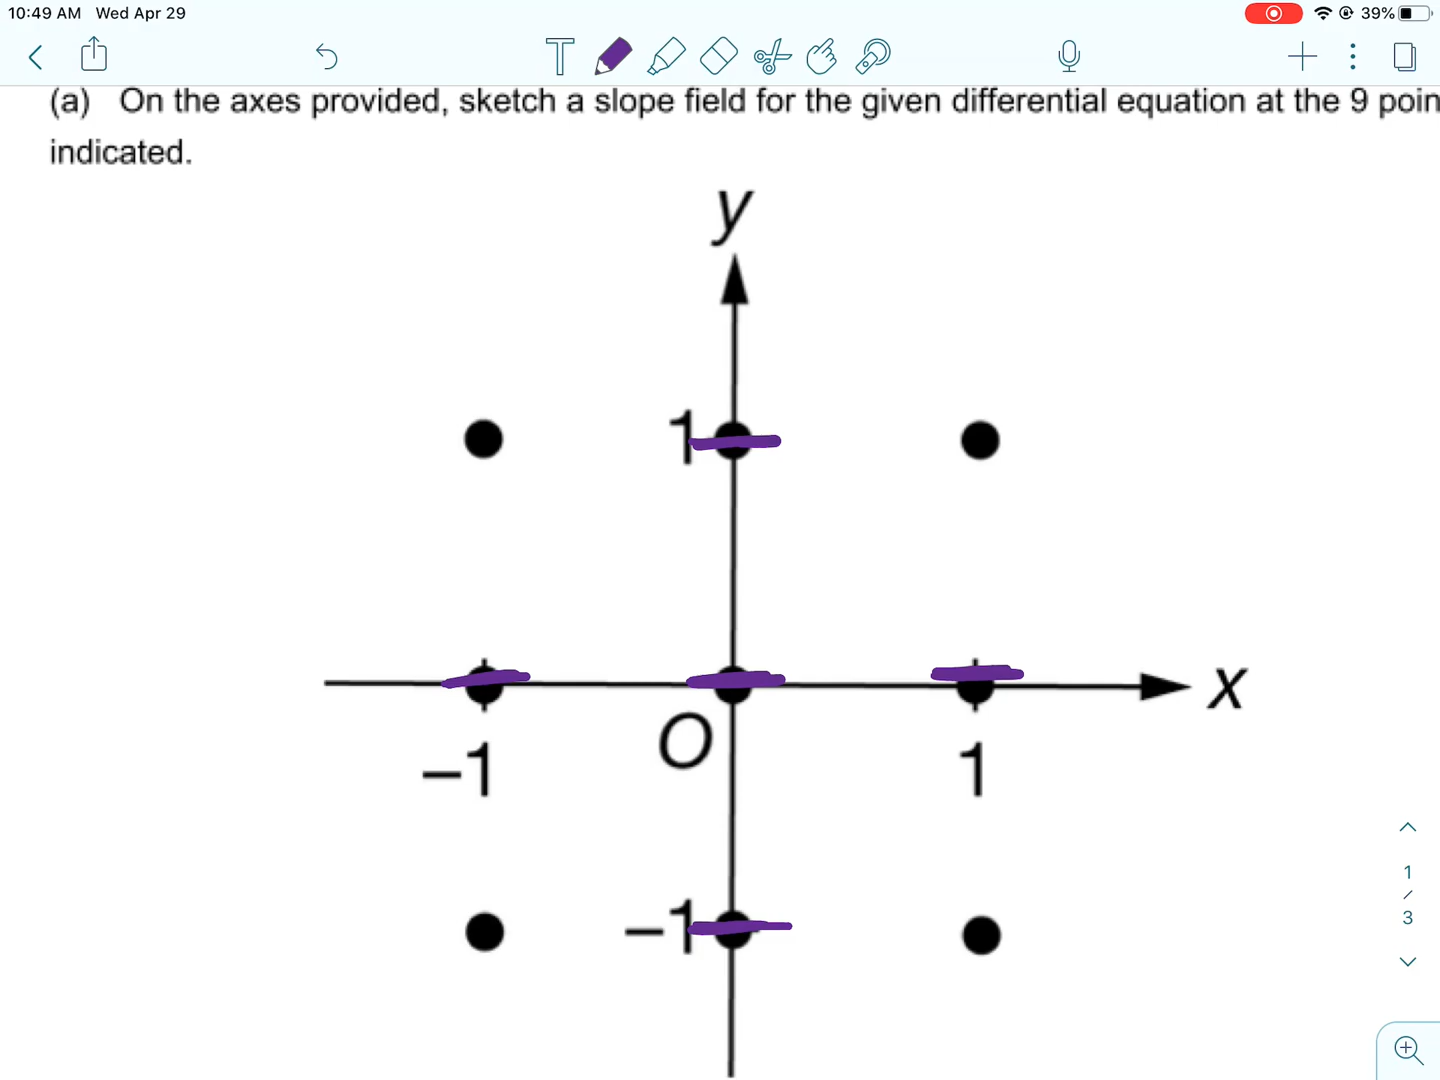 10:49 AM Wed Apr 29
39%
T
(a) On the axes provided, sketch a slope field for the given differential equation at the 9 poin
indicated.
y
1
x
O
−1
1
−1
1
/
3